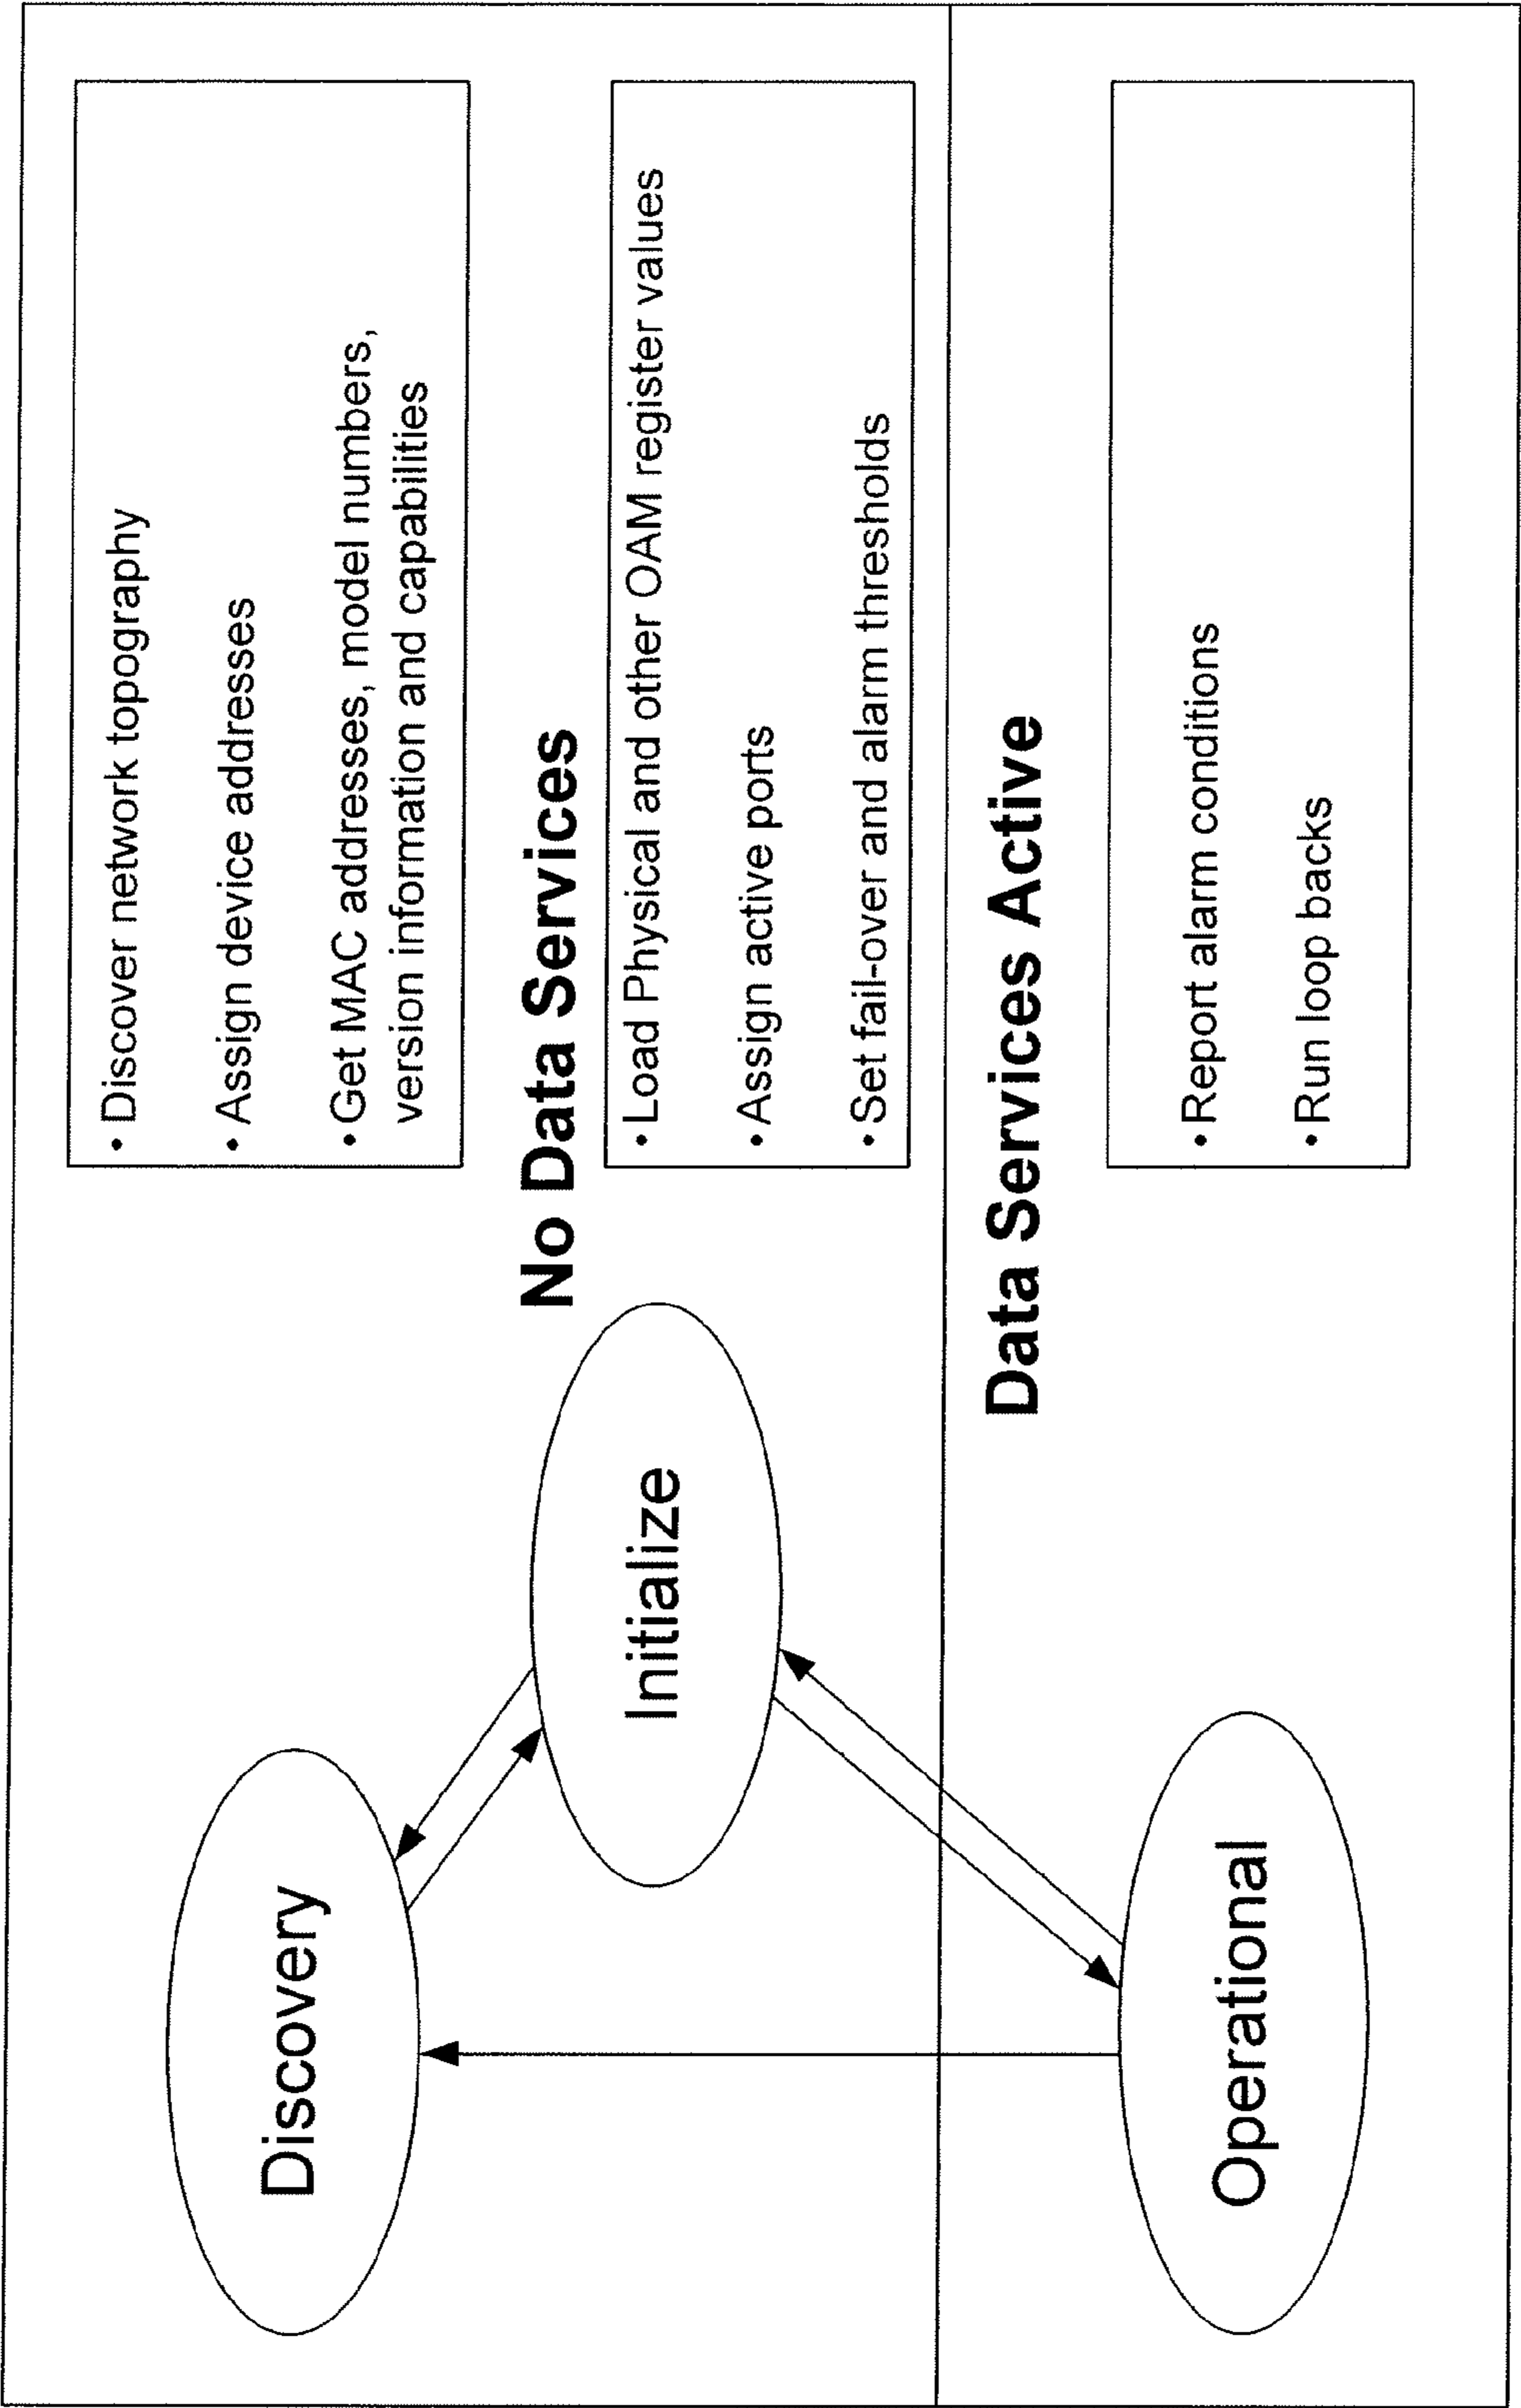 Discovery
• Discover network topography
• Assign device addresses
• Get MAC addresses, model numbers,
version information and capabilities
No Data Services
Initialize
• Load Physical and other OAM register values
• Assign active ports
• Set fail-over and alarm thresholds
Data Services Active
Operational
• Report alarm conditions
• Run loop backs